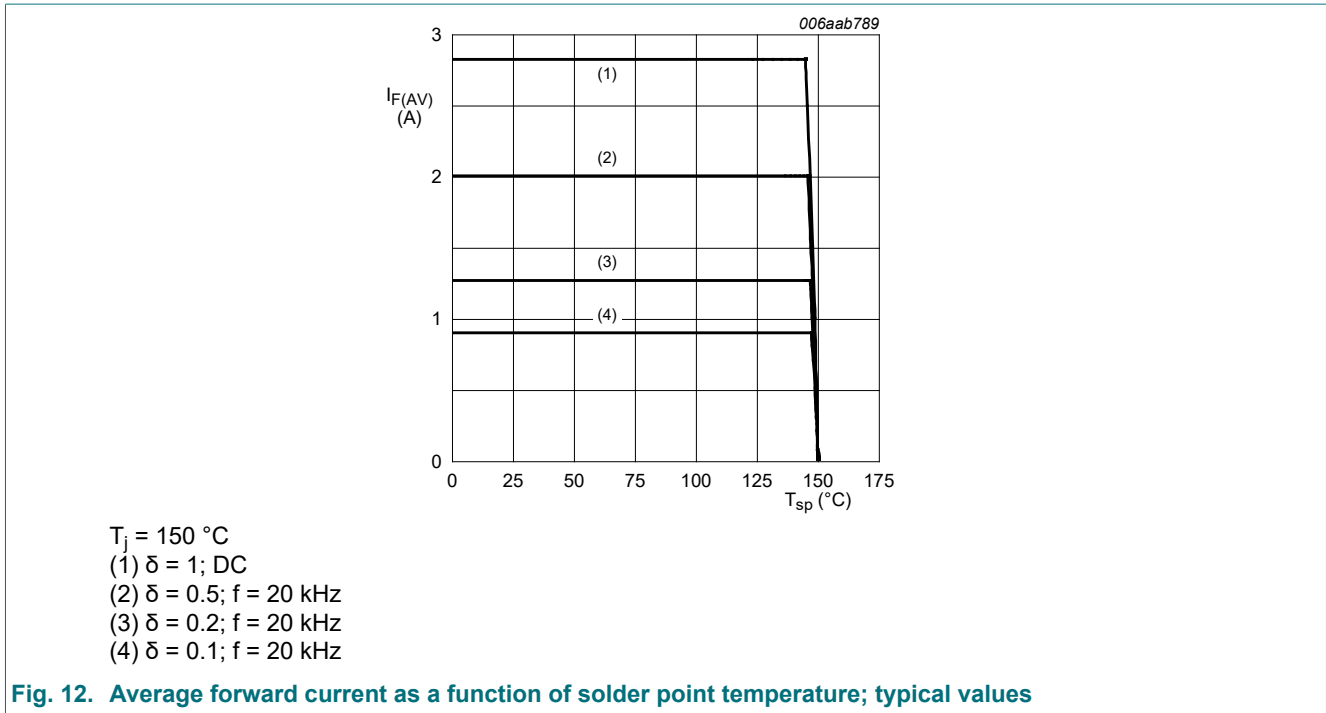 006aab789
3
I_F(AV)
(A)
2
1
0
(1)
(2)
(3)
(4)
0 25 50 75 100 125 150 175
T_sp (°C)
T_j = 150 °C
(1) δ = 1; DC
(2) δ = 0.5; f = 20 kHz
(3) δ = 0.2; f = 20 kHz
(4) δ = 0.1; f = 20 kHz
Fig. 12. Average forward current as a function of solder point temperature; typical values